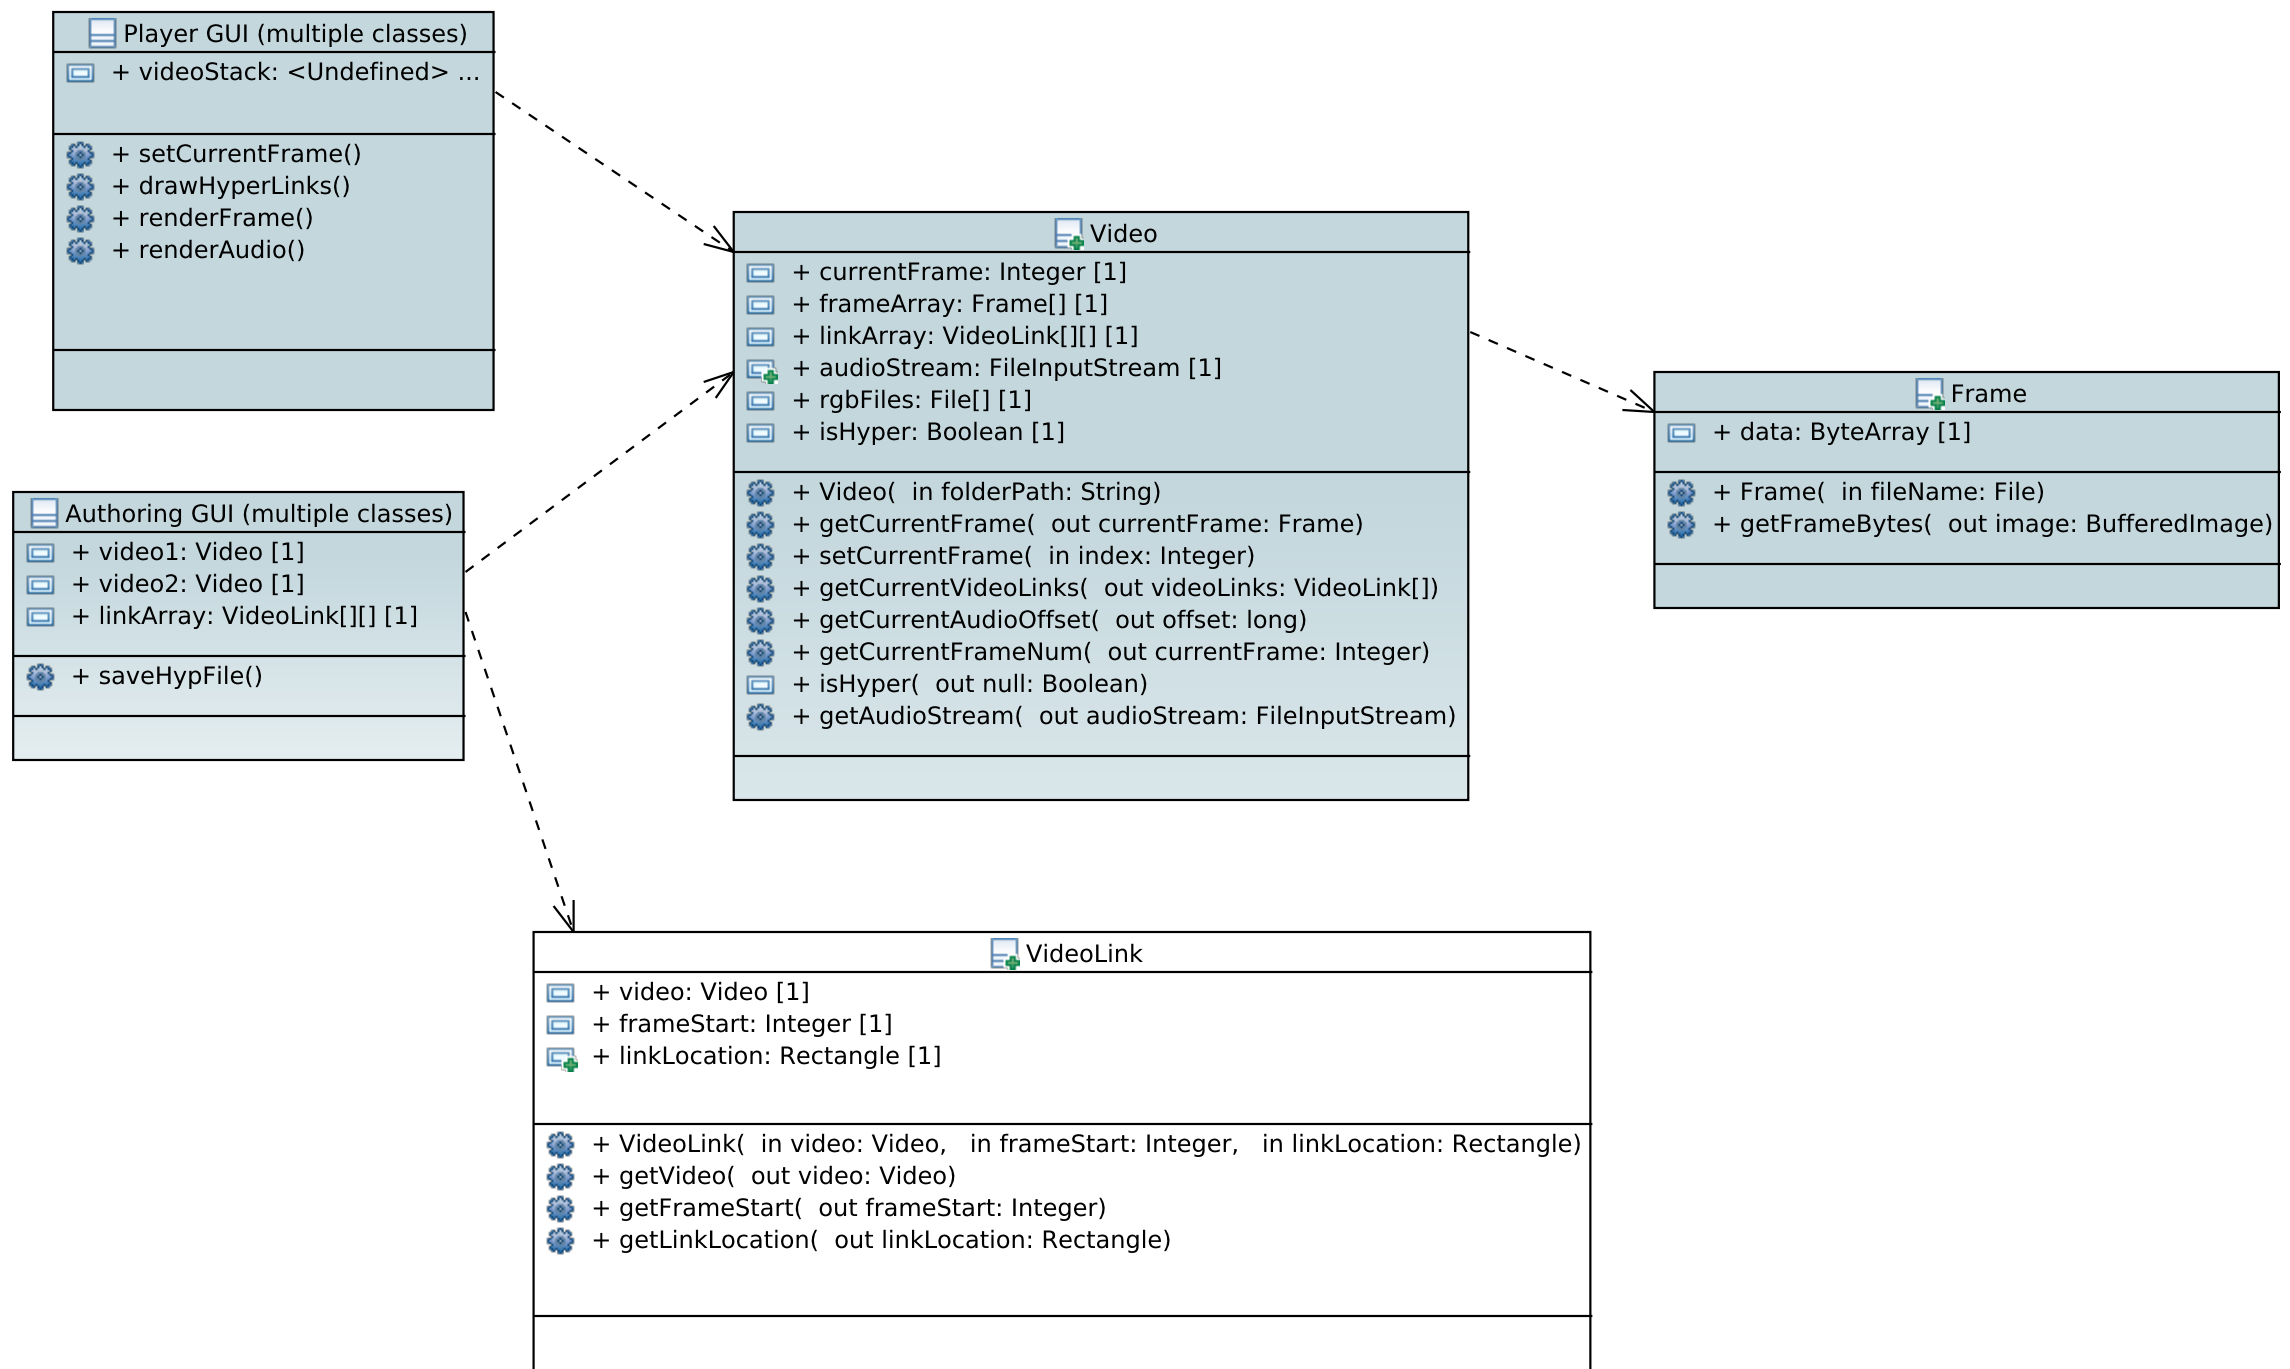 Player GUI (multiple classes)
+ videoStack: <Undefined> ...
+ setCurrentFrame()
+ drawHyperLinks()
+ renderFrame()
+ renderAudio()
Authoring GUI (multiple classes)
+ video1: Video [1]
+ video2: Video [1]
+ linkArray: VideoLink[][] [1]
+ saveHypFile()
Video
+ currentFrame: Integer [1]
+ frameArray: Frame[] [1]
+ linkArray: VideoLink[][] [1]
+ audioStream: FileInputStream [1]
+ rgbFiles: File[] [1]
+ isHyper: Boolean [1]
+ Video(  in folderPath: String)
+ getCurrentFrame(  out currentFrame: Frame)
+ setCurrentFrame(  in index: Integer)
+ getCurrentVideoLinks(  out videoLinks: VideoLink[])
+ getCurrentAudioOffset(  out offset: long)
+ getCurrentFrameNum(  out currentFrame: Integer)
+ isHyper(  out null: Boolean)
+ getAudioStream(  out audioStream: FileInputStream)
Frame
+ data: ByteArray [1]
+ Frame(  in fileName: File)
+ getFrameBytes(  out image: BufferedImage)
VideoLink
+ video: Video [1]
+ frameStart: Integer [1]
+ linkLocation: Rectangle [1]
+ VideoLink(  in video: Video,   in frameStart: Integer,   in linkLocation: Rectangle)
+ getVideo(  out video: Video)
+ getFrameStart(  out frameStart: Integer)
+ getLinkLocation(  out linkLocation: Rectangle)